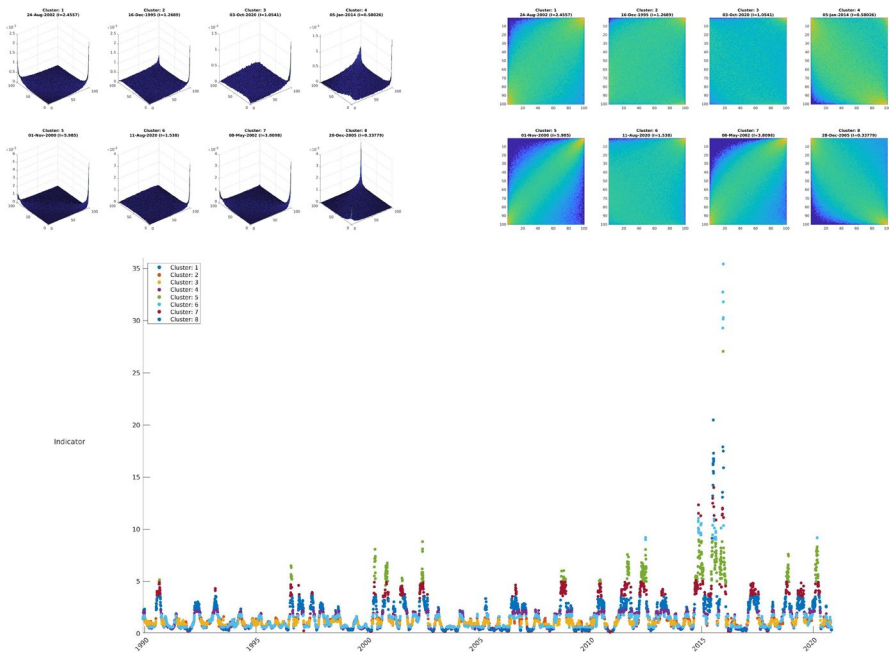 Cluster: 1
24-Aug-2002 (I=2.4557)
Cluster: 2
16-Dec-1995 (I=1.2689)
Cluster: 3
03-Oct-2020 (I=1.0541)
Cluster: 4
05-Jan-2014 (I=0.58026)
Cluster: 5
01-Nov-2000 (I=5.985)
Cluster: 6
11-Aug-2020 (I=1.538)
Cluster: 7
08-May-2002 (I=3.8098)
Cluster: 8
28-Dec-2005 (I=0.33779)
Cluster: 1
24-Aug-2002 (I=2.4557)
Cluster: 2
16-Dec-1995 (I=1.2689)
Cluster: 3
03-Oct-2020 (I=1.0541)
Cluster: 4
05-Jan-2014 (I=0.58026)
Cluster: 5
01-Nov-2000 (I=5.985)
Cluster: 6
11-Aug-2020 (I=1.538)
Cluster: 7
08-May-2002 (I=3.8098)
Cluster: 8
28-Dec-2005 (I=0.33779)
Indicator
35
30
25
20
15
10
5
0
Cluster: 1
Cluster: 2
Cluster: 3
Cluster: 4
Cluster: 5
Cluster: 6
Cluster: 7
Cluster: 8
1990
1995
2000
2005
2010
2015
2020